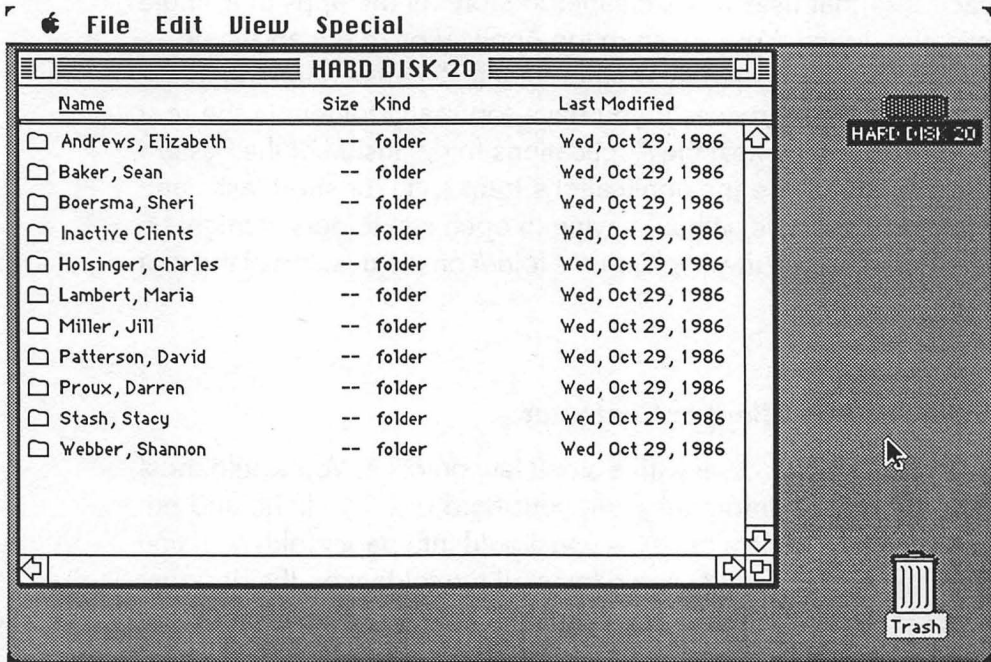 File Edit View Special
HARD DISK 20
Name Size Kind Last Modified
Andrews, Elizabeth -- folder Wed, Oct 29, 1986
Baker, Sean -- folder Wed, Oct 29, 1986
Boersma, Sheri -- folder Wed, Oct 29, 1986
Inactive Clients -- folder Wed, Oct 29, 1986
Holsinger, Charles -- folder Wed, Oct 29, 1986
Lambert, Maria -- folder Wed, Oct 29, 1986
Miller, Jill -- folder Wed, Oct 29, 1986
Patterson, David -- folder Wed, Oct 29, 1986
Proux, Darren -- folder Wed, Oct 29, 1986
Stash, Stacy -- folder Wed, Oct 29, 1986
Webber, Shannon -- folder Wed, Oct 29, 1986
HARD DISK 20
Trash